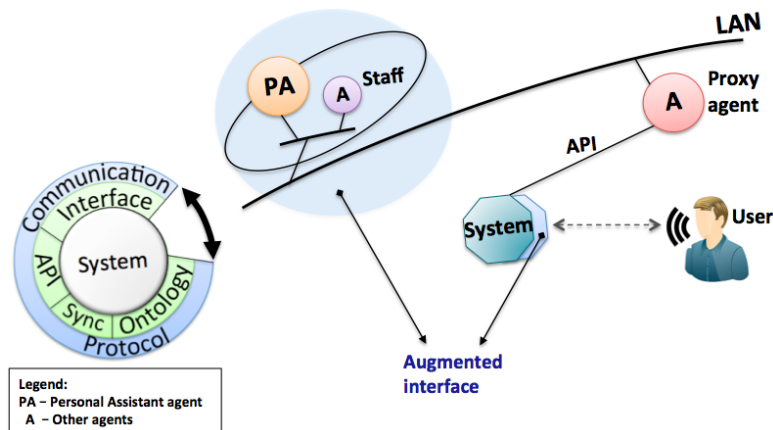 LAN
PA
A
Staff
Proxy
agent
A
API
Communication
Interface
System
API
Sync
Ontology
Protocol
System
User
Augmented
interface
Legend:
PA – Personal Assistant agent
A – Other agents